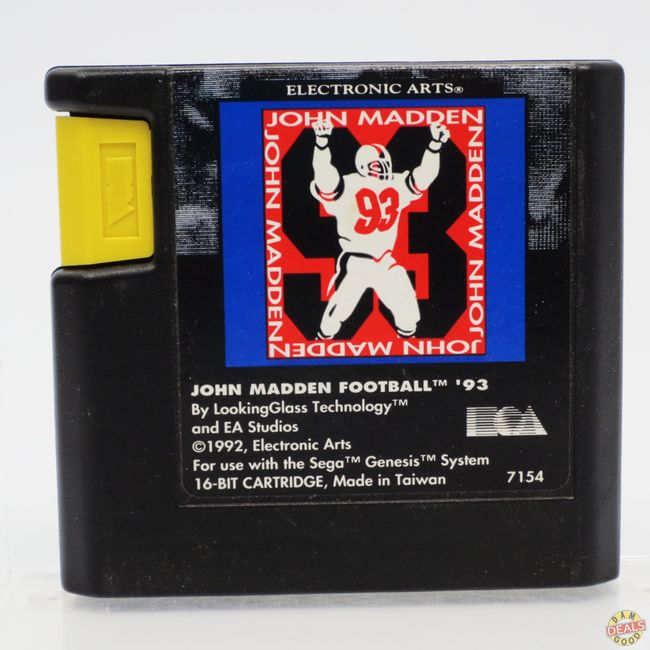 ELECTRONIC ARTS®
JOHN MADDEN
JOHN MADDEN
JOHN MADDEN
JOHN MADDEN
93
93
JOHN MADDEN FOOTBALL™ '93
By LookingGlass Technology™
and EA Studios
©1992, Electronic Arts
For use with the Sega™ Genesis™ System
16-BIT CARTRIDGE, Made in Taiwan
7154
EA
DAM
DEALS
GOOD